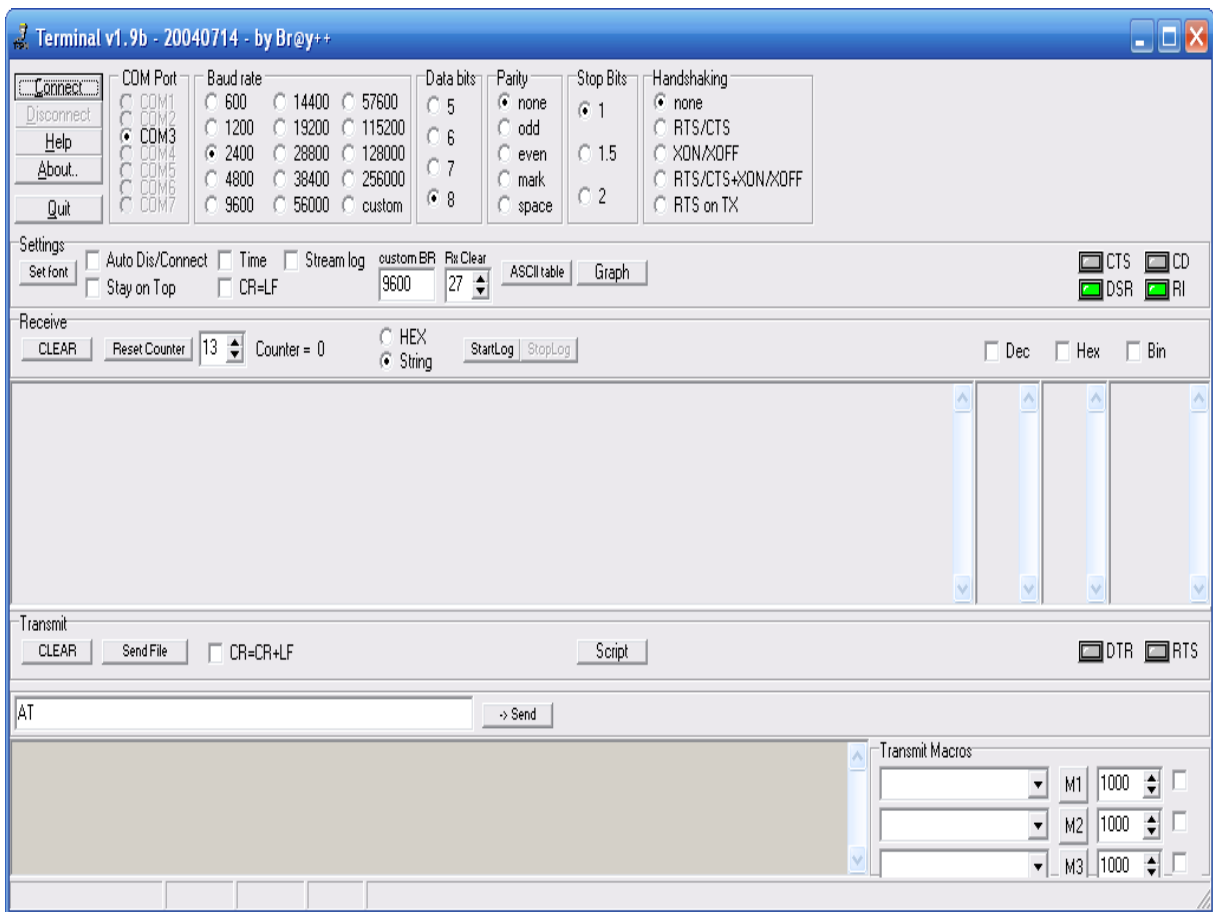 Terminal v1.9b - 20040714 - by Br@y++
Connect
Disconnect
Help
About..
Quit
COM Port
COM1
COM2
COM3
COM4
COM5
COM6
COM7
Baud rate
600 14400 57600
1200 19200 115200
2400 28800 128000
4800 38400 256000
9600 56000 custom
Data bits
5
6
7
8
Parity
none
odd
even
mark
space
Stop Bits
1
1.5
2
Handshaking
none
RTS/CTS
XON/XOFF
RTS/CTS+XON/XOFF
RTS on TX
Settings
Set font
Auto Dis/Connect Time Stream log
Stay on Top CR=LF
custom BR Rx Clear
9600 27
ASCII table Graph
CTS CD
DSR RI
Receive
CLEAR Reset Counter 13 Counter = 0
HEX
String
StartLog StopLog
Dec Hex Bin
Transmit
CLEAR Send File CR=CR+LF Script DTR RTS
AT -> Send
Transmit Macros
M1 1000
M2 1000
M3 1000